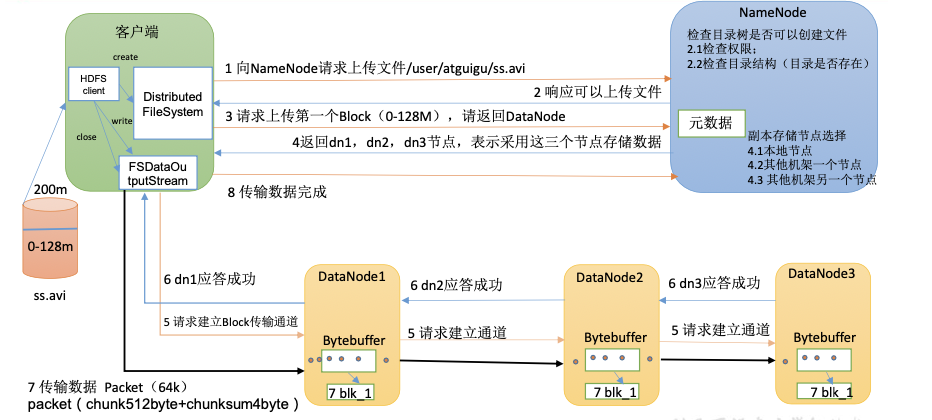 客户端
NameNode
检查目录树是否可以创建文件
2.1检查权限；
2.2检查目录结构（目录是否存在）
create
HDFS
client
Distributed
FileSystem
write
close
FSDataOu
tputStream
1 向NameNode请求上传文件/user/atguigu/ss.avi
2 响应可以上传文件
3 请求上传第一个Block（0-128M），请返回DataNode
4返回dn1，dn2，dn3节点，表示采用这三个节点存储数据
8 传输数据完成
元数据
副本存储节点选择
4.1本地节点
4.2其他机架一个节点
4.3 其他机架另一个节点
200m
0-128m
ss.avi
6 dn1应答成功
DataNode1
6 dn2应答成功
DataNode2
6 dn3应答成功
DataNode3
5 请求建立Block传输通道
Bytebuffer
5 请求建立通道
Bytebuffer
5 请求建立通道
Bytebuffer
7 blk_1
7 blk_1
7 blk_1
7 传输数据 Packet（64k）
packet（chunk512byte+chunksum4byte）